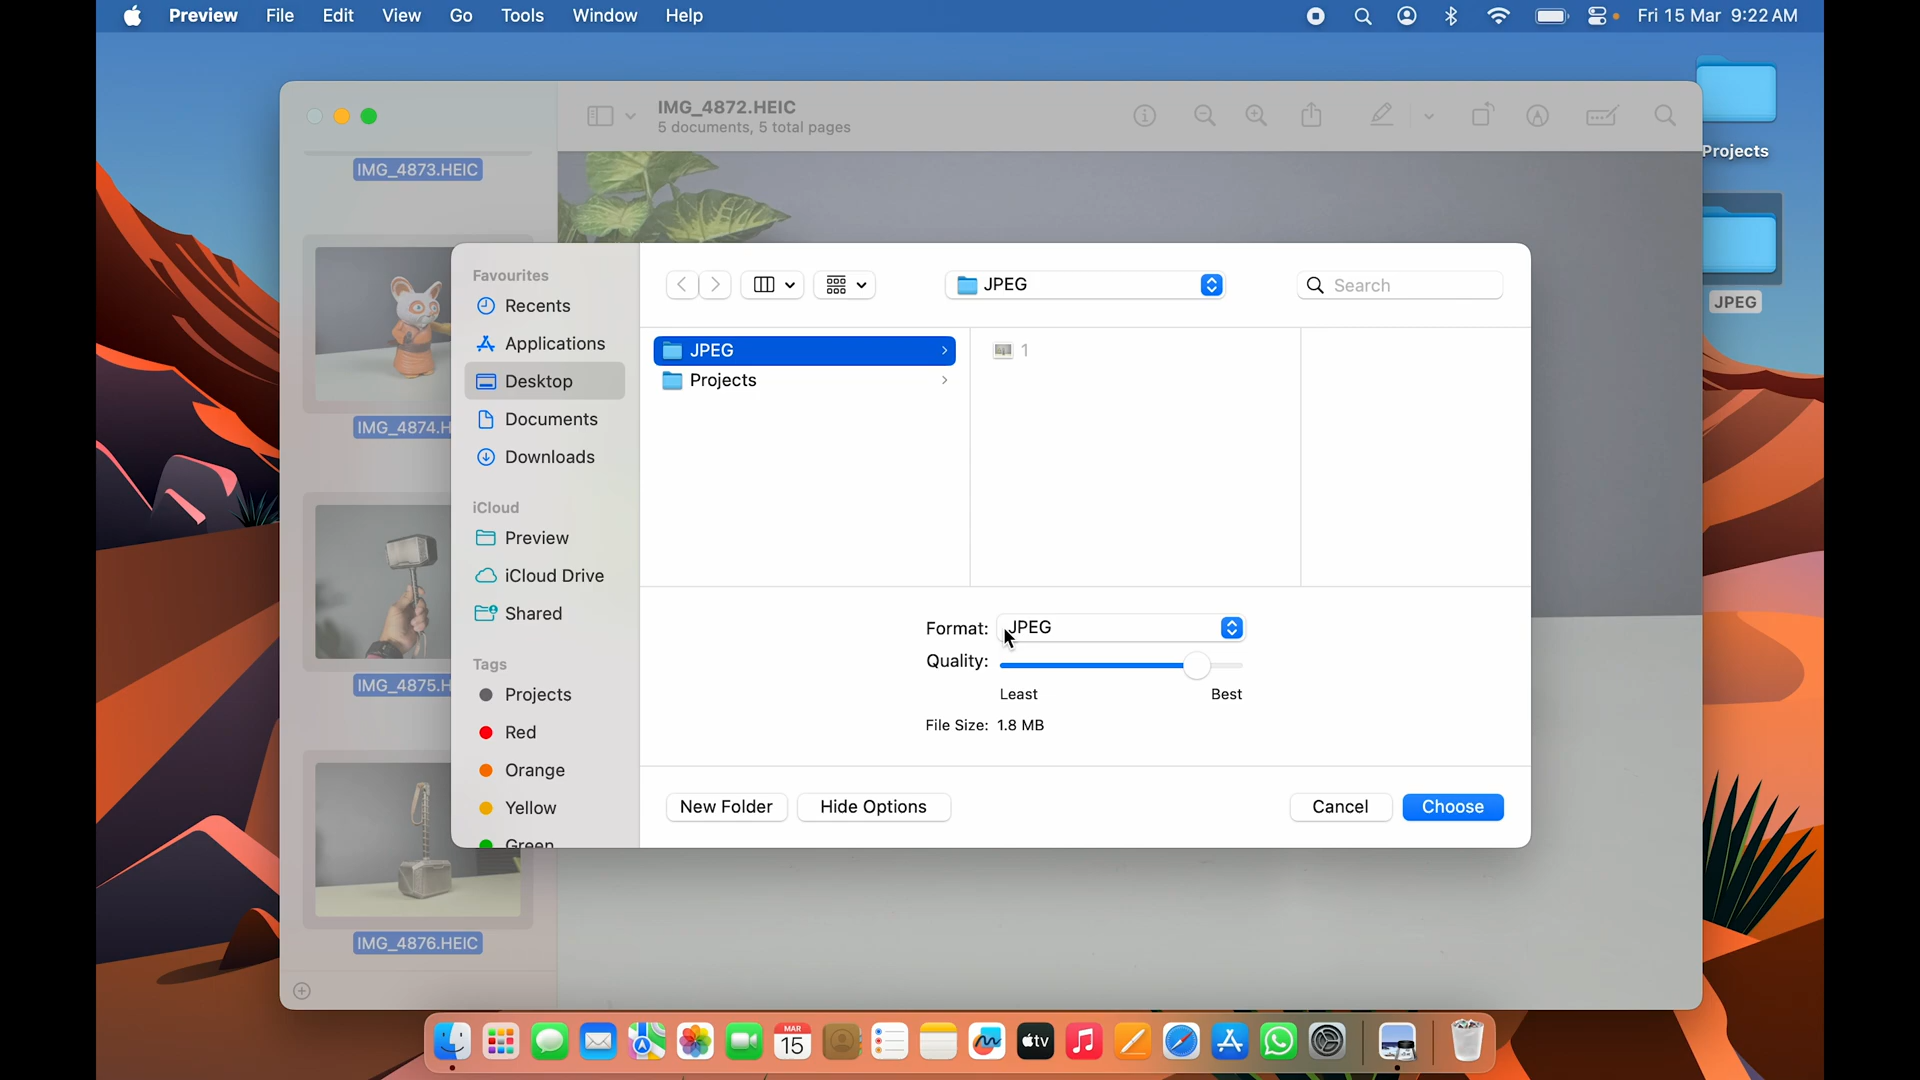 Preview File Edit View Go Tools Window Help Fri 15 Mar 9:22 AM
IMG_4872.HEIC
5 documents, 5 total pages
Projects
JPEG
IMG_4873.HEIC
IMG_4874.H
IMG_4875.H
IMG_4876.HEIC
Favourites
Recents
Applications
Desktop
Documents
Downloads
iCloud
Preview
iCloud Drive
Shared
Tags
Projects
Red
Orange
Yellow
Green
JPEG Search
JPEG 1
Projects
Format: JPEG
Quality:
Least Best
File Size: 1.8 MB
New Folder Hide Options Cancel Choose
MAR
15
tv